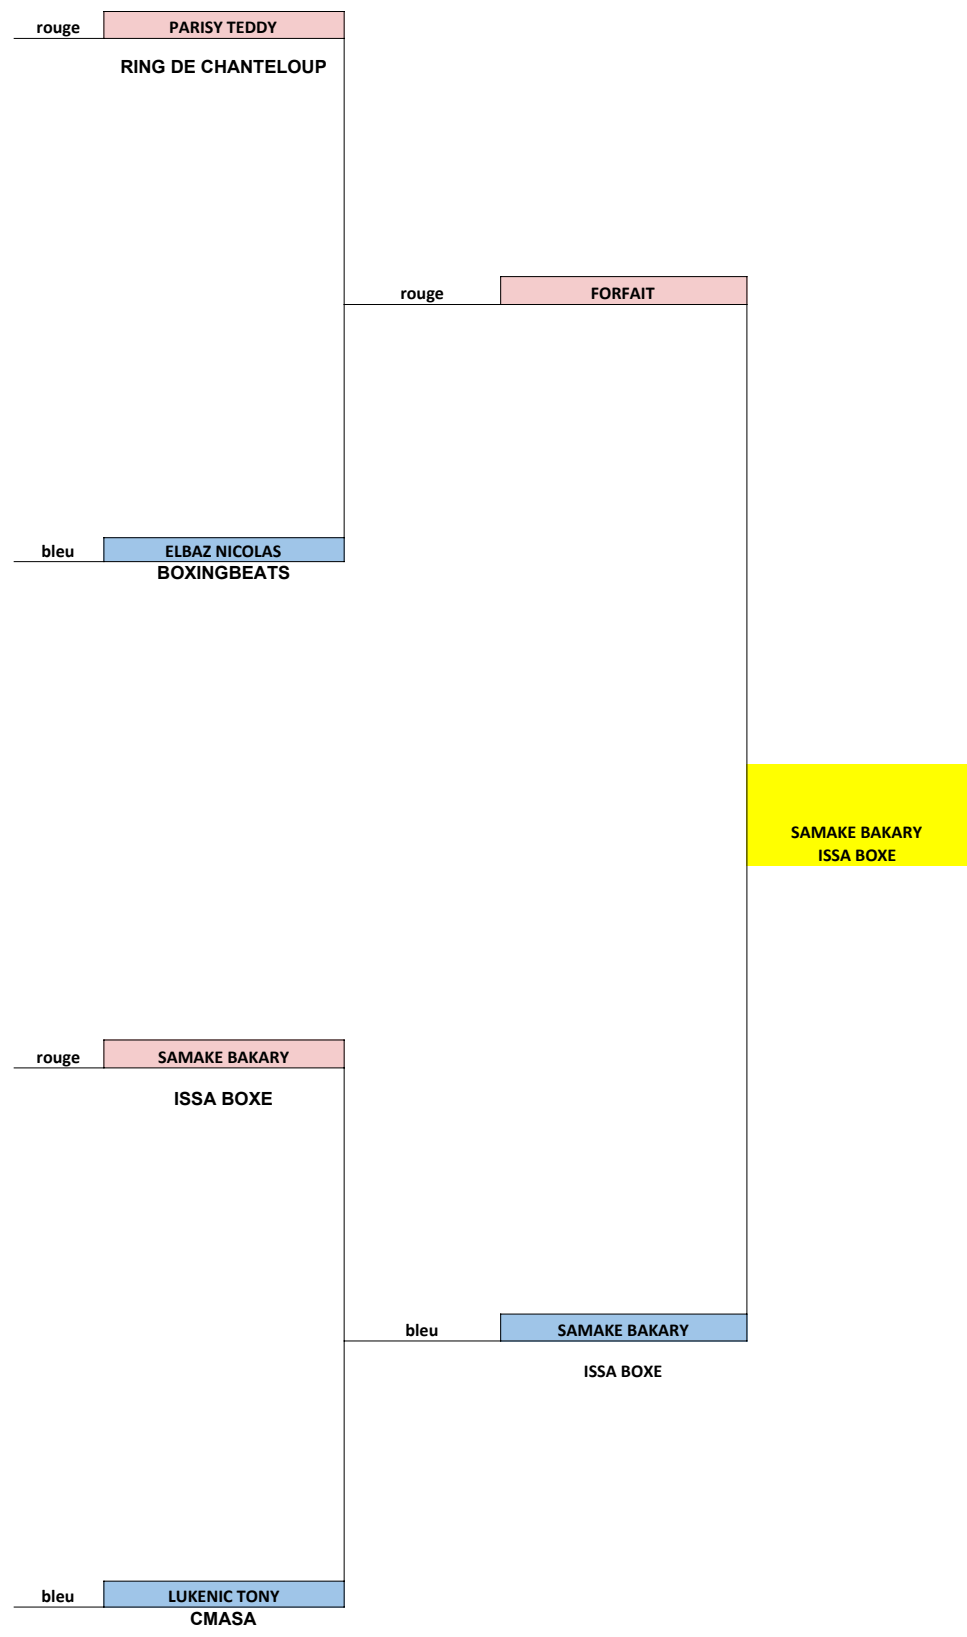 rouge PARISY TEDDY
RING DE CHANTELOUP
rouge FORFAIT
bleu ELBAZ NICOLAS
BOXINGBEATS
SAMAKE BAKARY
ISSA BOXE
rouge SAMAKE BAKARY
ISSA BOXE
bleu SAMAKE BAKARY
ISSA BOXE
bleu LUKENIC TONY
CMASA